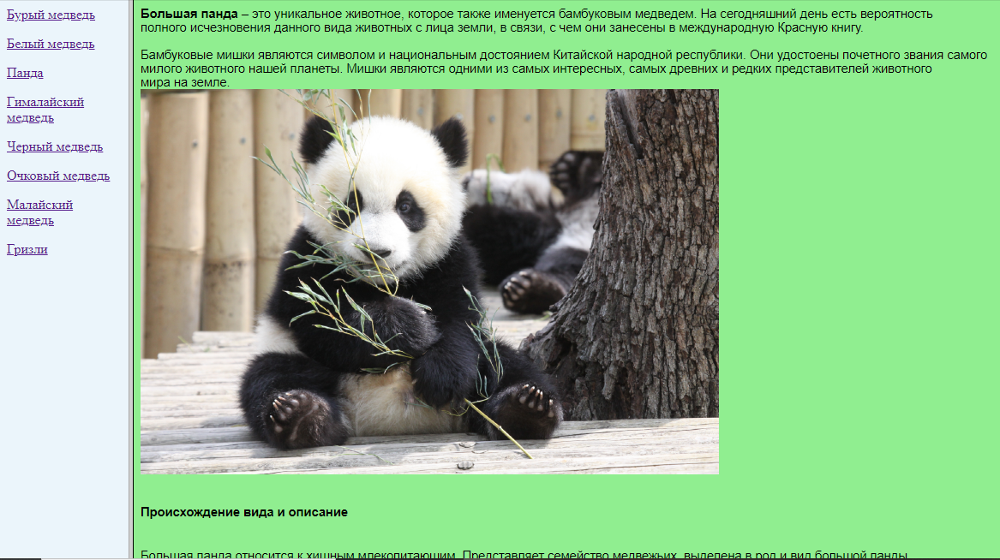 Бурый медведь
Белый медведь
Панда
Гималайский
медведь
Черный медведь
Очковый медведь
Малайский
медведь
Гризли
Большая панда – это уникальное животное, которое также именуется бамбуковым медведем. На сегодняшний день есть вероятность
полного исчезновения данного вида животных с лица земли, в связи, с чем они занесены в международную Красную книгу.
Бамбуковые мишки являются символом и национальным достоянием Китайской народной республики. Они удостоены почетного звания самого
милого животного нашей планеты. Мишки являются одними из самых интересных, самых древних и редких представителей животного
мира на земле.
Происхождение вида и описание
Большая панда относится к хищным млекопитающим. Представляет семейство медвежьих, выделена в род и вид большой панды.